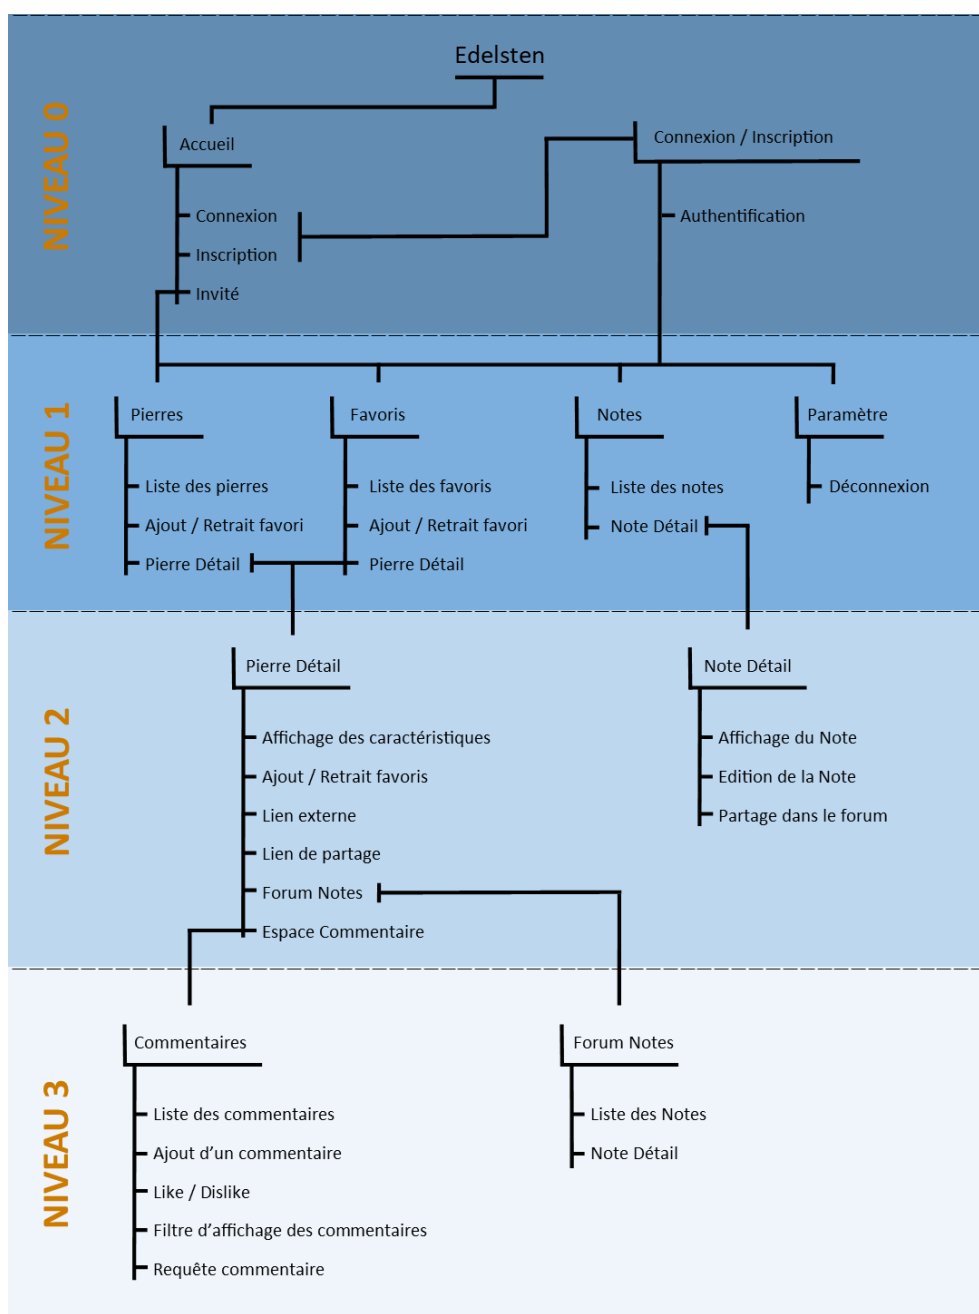 Edelsten
NIVEAU 0
Accueil
Connexion / Inscription
Connexion
Authentification
Inscription
Invité
NIVEAU 1
Pierres
Favoris
Notes
Paramètre
Liste des pierres
Liste des favoris
Liste des notes
Déconnexion
Ajout / Retrait favori
Ajout / Retrait favori
Note Détail
Pierre Détail
Pierre Détail
NIVEAU 2
Pierre Détail
Affichage des caractéristiques
Ajout / Retrait favoris
Lien externe
Lien de partage
Forum Notes
Espace Commentaire
Note Détail
Affichage du Note
Edition de la Note
Partage dans le forum
NIVEAU 3
Commentaires
Liste des commentaires
Ajout d’un commentaire
Like / Dislike
Filtre d’affichage des commentaires
Requête commentaire
Forum Notes
Liste des Notes
Note Détail